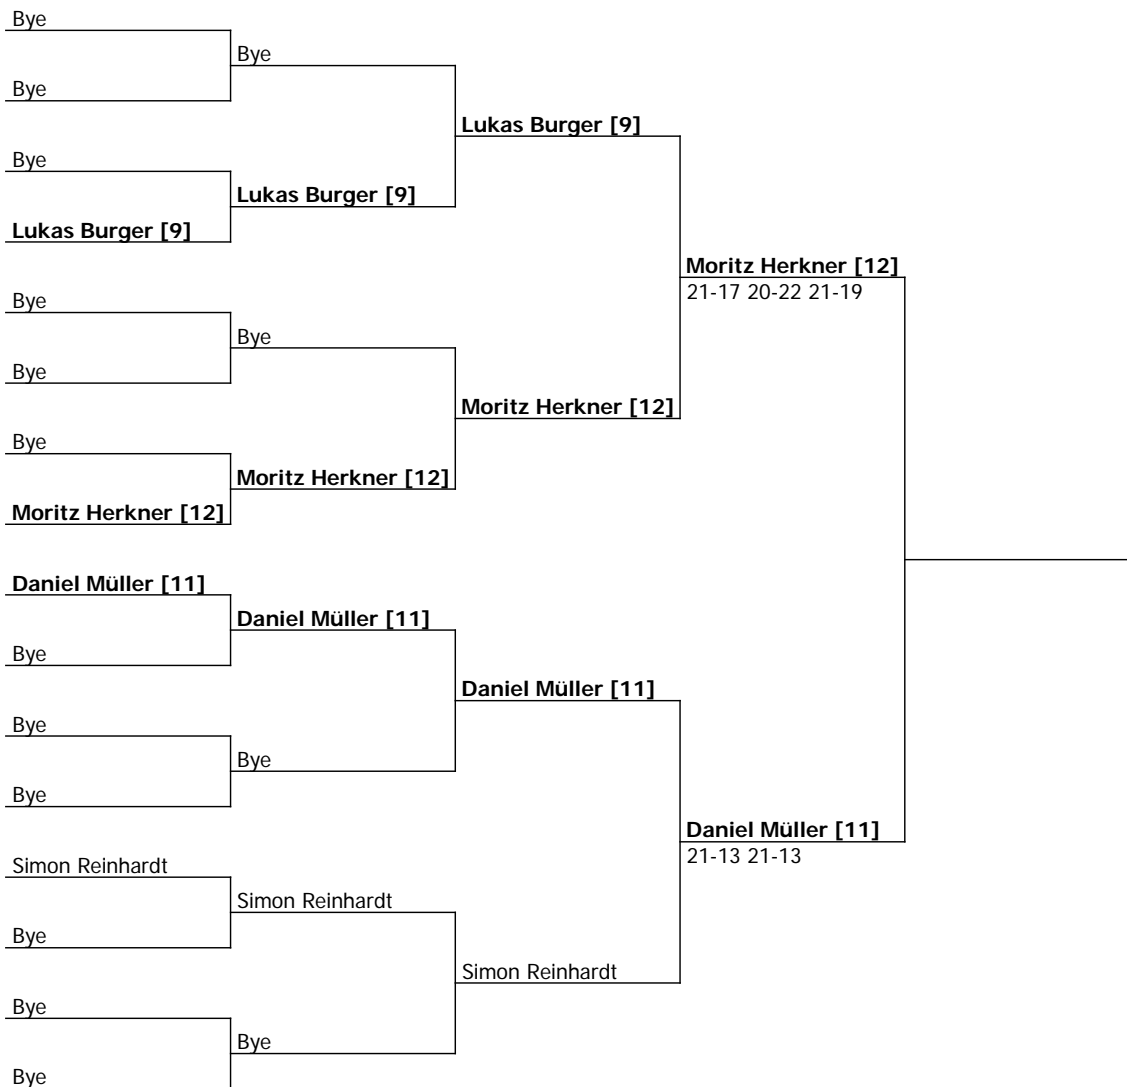 Bye
Bye
Bye
Lukas Burger [9]
Bye
Lukas Burger [9]
Lukas Burger [9]
Moritz Herkner [12]
21-17 20-22 21-19
Bye
Bye
Bye
Moritz Herkner [12]
Bye
Moritz Herkner [12]
Moritz Herkner [12]
Daniel Müller [11]
Daniel Müller [11]
Bye
Daniel Müller [11]
Bye
Bye
Bye
Daniel Müller [11]
21-13 21-13
Simon Reinhardt
Simon Reinhardt
Bye
Simon Reinhardt
Bye
Bye
Bye